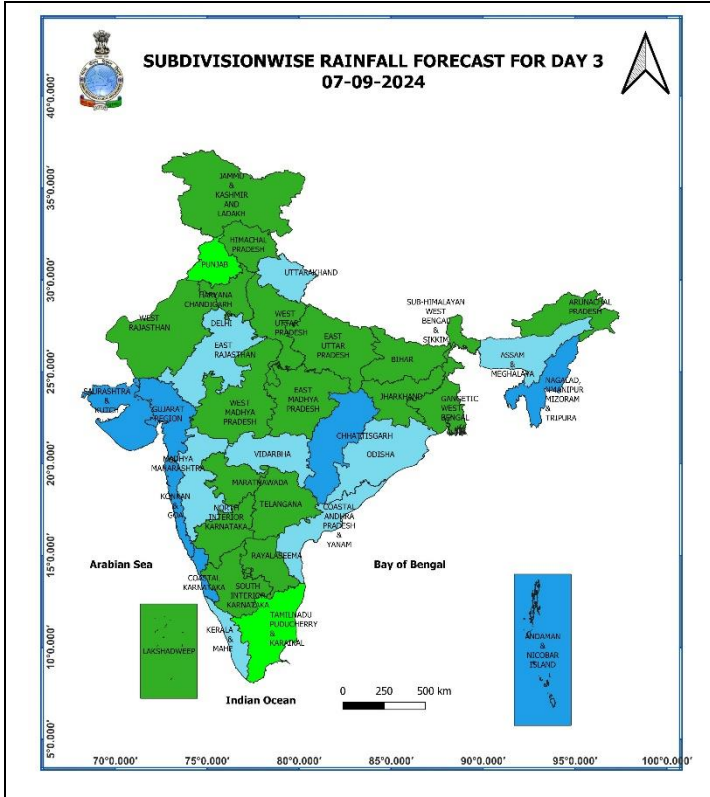 SUBDIVISIONWISE RAINFALL FORECAST FOR DAY 3
07-09-2024
40°0.000'
35°0.000'
30°0.000'
25°0.000'
20°0.000'
15°0.000'
10°0.000'
5°0.000'
JAMMU
&
KASHMIR
AND
LADAKH
HIMACHAL
PRADESH
PUNJAB
UTTARAKHAND
HARYANA
CHANDIGARH
&
DELHI
WEST
RAJASTHAN
EAST
RAJASTHAN
WEST
UTTAR
PRADESH
EAST
UTTAR
PRADESH
BIHAR
SUB-HIMALAYAN
WEST
BENGAL
&
SIKKIM
ARUNACHAL
PRADESH
ASSAM
&
MEGHALAYA
MIZORAM
&
TRIPURA
SAURASHTRA
&
KUTCH
GUJARAT
REGION
WEST
MADHYA
PRADESH
EAST
MADHYA
PRADESH
JHARKHAND
GANGETIC
WEST
BENGAL
CHHATTISGARH
ODISHA
VIDARBHA
MADHYA
MAHARASHTRA
MARATHWADA
KONKAN
&
GOA
NORTH
INTERIOR
KARNATAKA
TELANGANA
COASTAL
ANDHRA
PRADESH
&
YANAM
RAYALASEEMA
COASTAL
KARNATAKA
SOUTH
INTERIOR
KARNATAKA
TAMILNADU
PUDUCHERRY
&
KARAIKAL
KERALA
&
MAHE
LAKSHADWEEP
ANDAMAN
&
NICOBAR
ISLAND
Arabian Sea
Bay of Bengal
Indian Ocean
0 250 500 km
70°0.000' 75°0.000' 80°0.000' 85°0.000' 90°0.000' 95°0.000' 100°0.000'